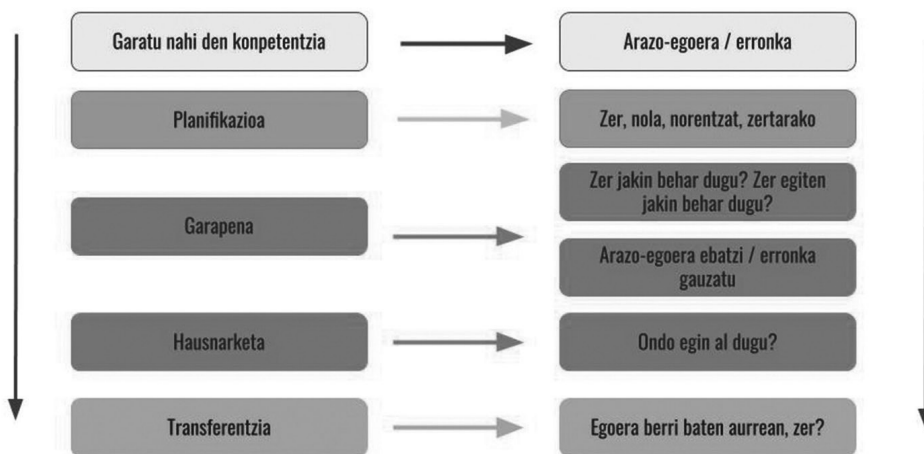 Garatu nahi den konpetentzia
Arazo-egoera / erronka
Planifikazioa
Zer, nola, norentzat, zertarako
Garapena
Zer jakin behar dugu? Zer egiten
jakin behar dugu?
Arazo-egoera ebatzi / erronka
gauzatu
Hausnarketa
Ondo egin al dugu?
Transferentzia
Egoera berri baten aurrean, zer?